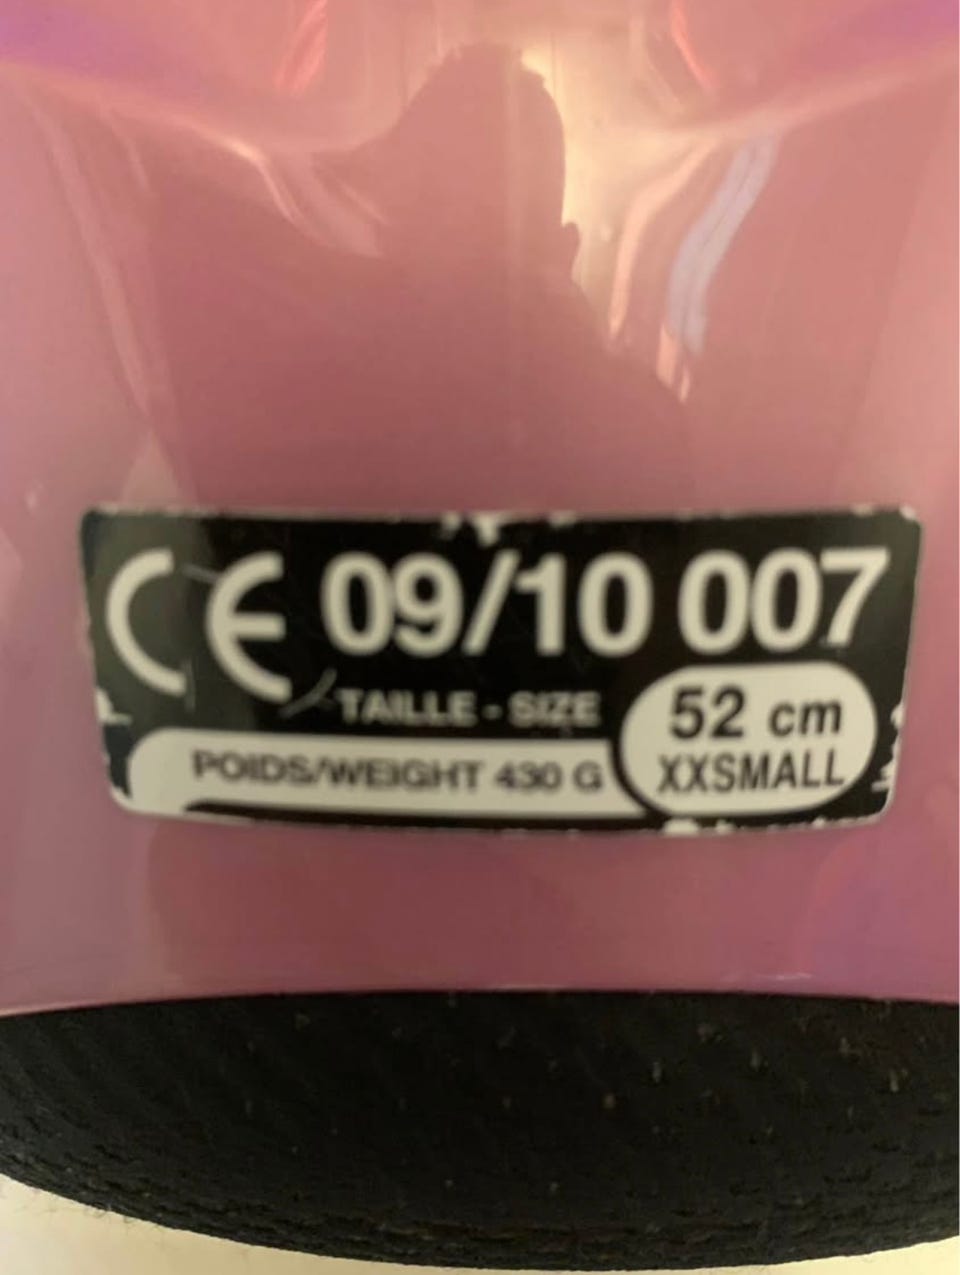 CE 09/10 007
TAILLE - SIZE
52 cm
XXSMALL
POIDS/WEIGHT 430 G